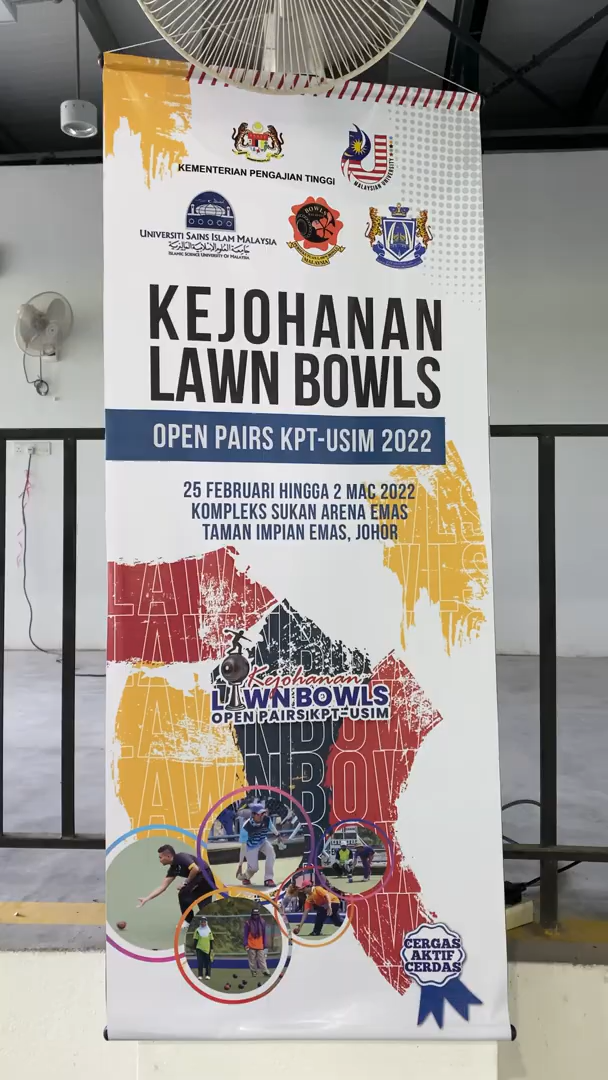 KEMENTERIAN PENGAJIAN TINGGI
MALAYSIAN UNIVERSITY
UNIVERSITI SAINS ISLAM MALAYSIA
ISLAMIC SCIENCE UNIVERSITY OF MALAYSIA
BOWLS
MALAYSIA
KEJOHANAN
LAWN BOWLS
OPEN PAIRS KPT-USIM 2022
25 FEBRUARI HINGGA 2 MAC 2022
KOMPLEKS SUKAN ARENA EMAS
TAMAN IMPIAN EMAS, JOHOR
Kejohanan
LAWN BOWLS
OPEN PAIRS KPT-USIM
CERGAS
AKTIF
CERDAS